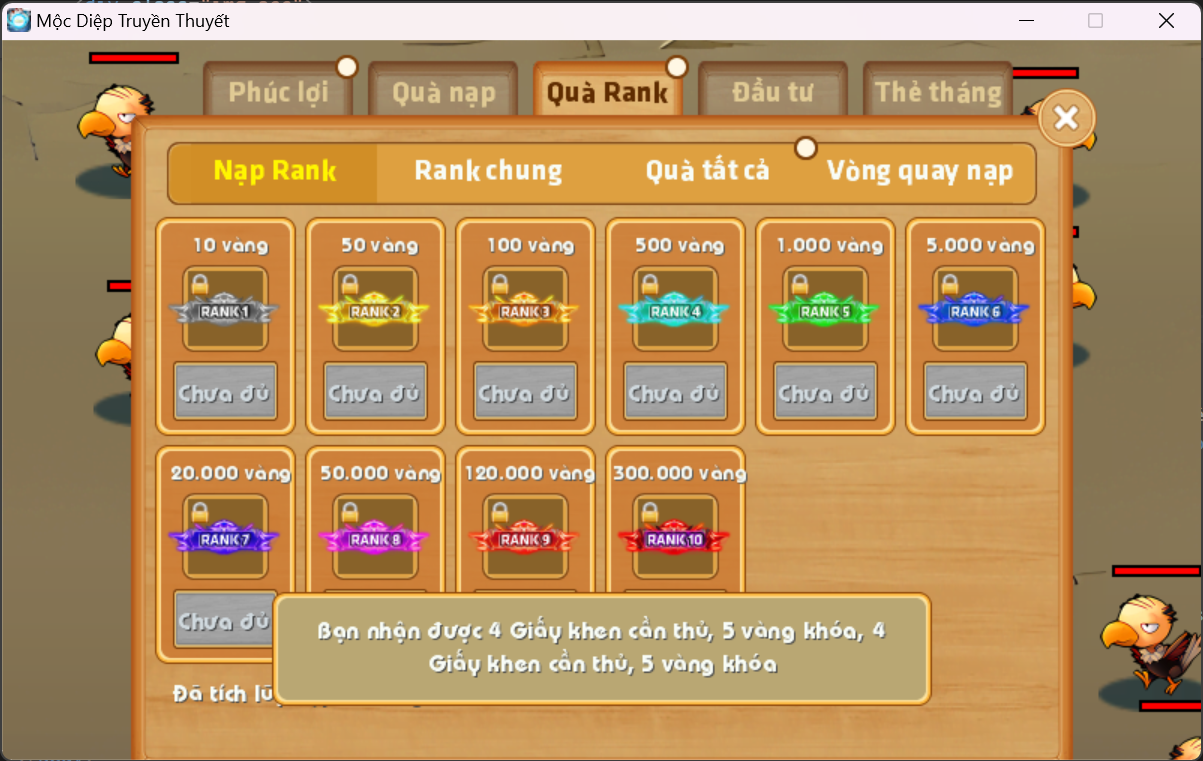 Mộc Diệp Truyền Thuyết
Phúc lợi
Quà nạp
Quà Rank
Đầu tư
Thẻ tháng
Nạp Rank
Rank chung
Quà tất cả
Vòng quay nạp
10 vàng
50 vàng
100 vàng
500 vàng
1.000 vàng
5.000 vàng
RANK 1
RANK 2
RANK 3
RANK 4
RANK 5
RANK 6
Chưa đủ
Chưa đủ
Chưa đủ
Chưa đủ
Chưa đủ
Chưa đủ
20.000 vàng
50.000 vàng
120.000 vàng
300.000 vàng
RANK 7
RANK 8
RANK 9
RANK 10
Chưa đủ
Bạn nhận được 4 Giấy khen cần thủ, 5 vàng khóa, 4
Giấy khen cần thủ, 5 vàng khóa
Đã tích